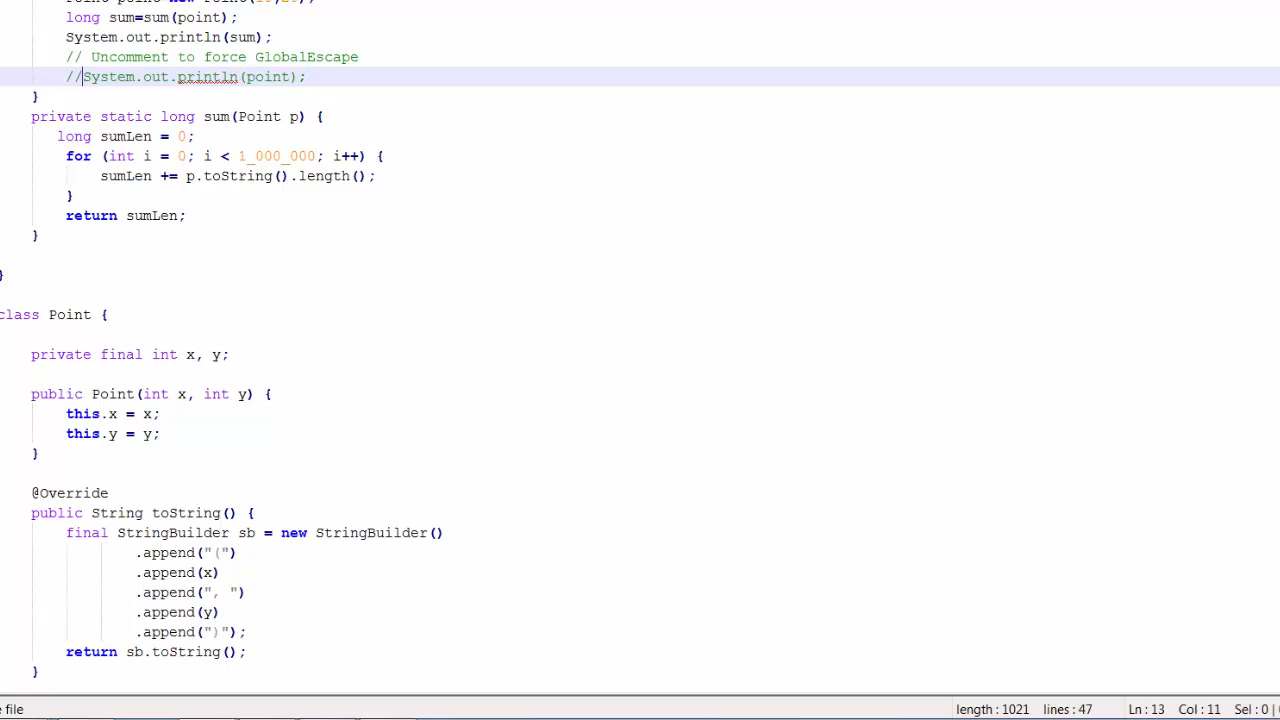 long sum=sum(point);
System.out.println(sum);
// Uncomment to force GlobalEscape
//System.out.println(point);
}
private static long sum(Point p) {
long sumLen = 0;
for (int i = 0; i < 1_000_000; i++) {
sumLen += p.toString().length();
}
return sumLen;
}
}
class Point {
private final int x, y;
public Point(int x, int y) {
this.x = x;
this.y = y;
}
@Override
public String toString() {
final StringBuilder sb = new StringBuilder()
.append("(")
.append(x)
.append(", ")
.append(y)
.append(")");
return sb.toString();
}
file length : 1021 lines : 47 Ln : 13 Col : 11 Sel : 0 |